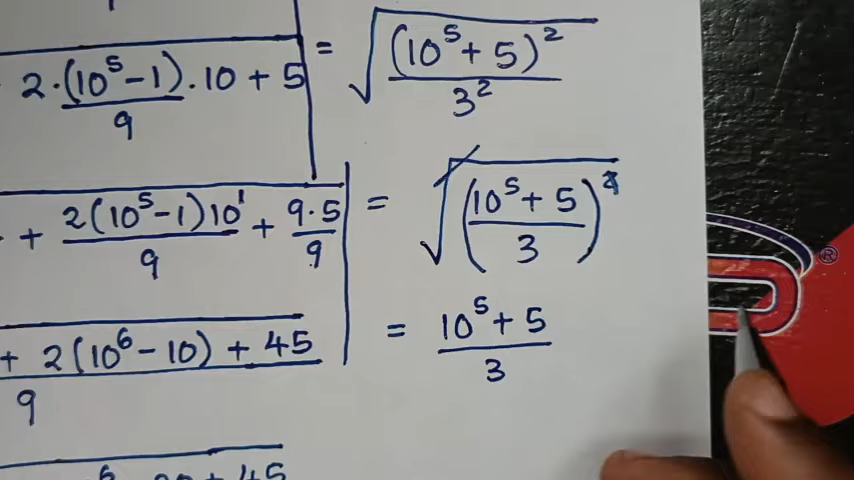 2·(10⁵−1)/9·10 + 5
+ 2(10⁵−1)10¹/9 + 9·5/9
+ 2(10⁶−10) + 45
9
45
= √((10⁵+5)²/3²)
= √((10⁵+5)/3)²
= (10⁵+5)/3
®